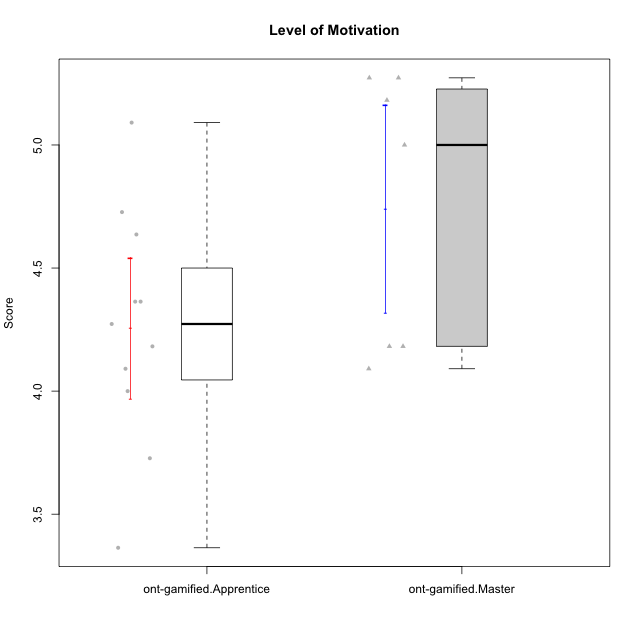 Level of Motivation
Score
5.0
4.5
4.0
3.5
ont-gamified.Apprentice
ont-gamified.Master